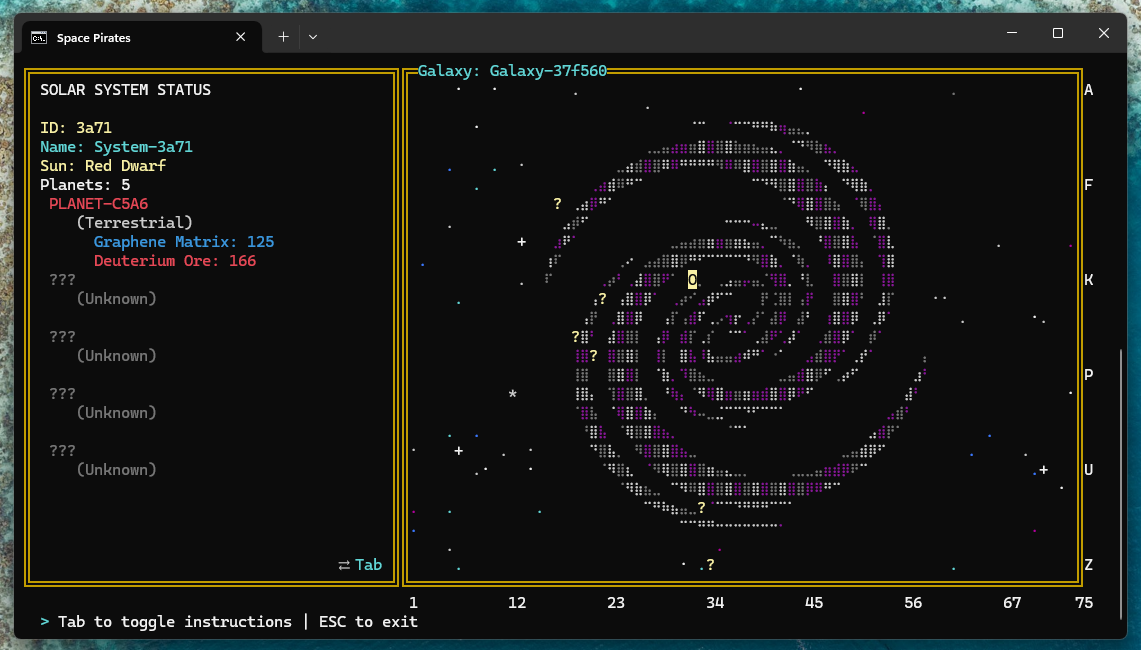 Space Pirates
Galaxy: Galaxy-37f560
SOLAR SYSTEM STATUS
ID: 3a71
Name: System-3a71
Sun: Red Dwarf
Planets: 5
PLANET-C5A6
(Terrestrial)
Graphene Matrix: 125
Deuterium Ore: 166
???
(Unknown)
???
(Unknown)
???
(Unknown)
???
(Unknown)
⇄ Tab
?
O
?
?
?
?
?
A
F
K
P
U
Z
1 12 23 34 45 56 67 75
> Tab to toggle instructions | ESC to exit